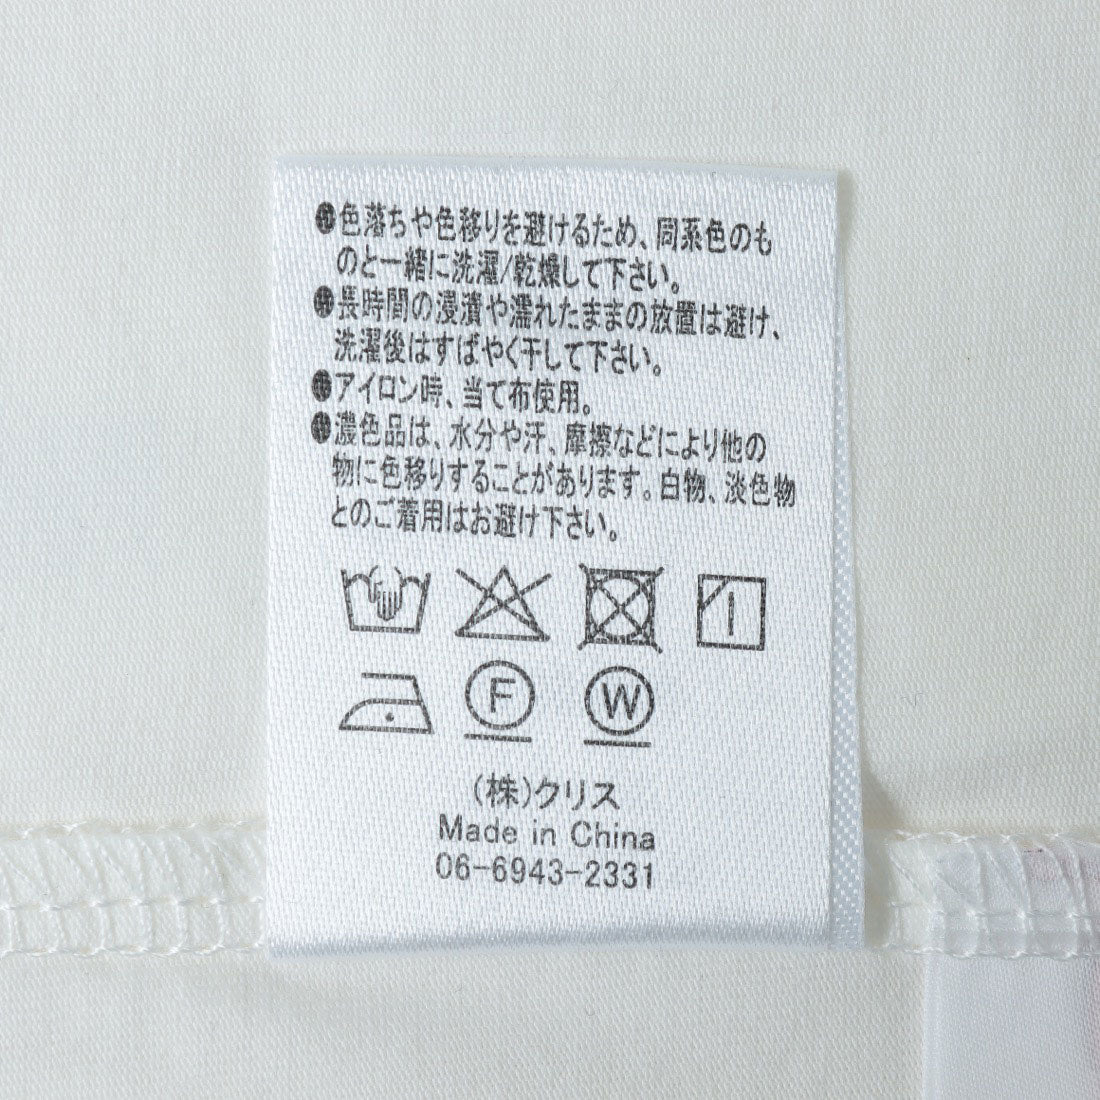 ●色落ちや色移りを避けるため、同系色のも
のと一緒に洗濯/乾燥して下さい。
●長時間の浸漬や濡れたままの放置は避け、
洗濯後はすばやく干して下さい。
●アイロン時、当て布使用。
●濃色品は、水分や汗、摩擦などにより他の
物に色移りすることがあります。白物、淡色物
とのご着用はお避け下さい。
F
W
(株)クリス
Made in China
06-6943-2331